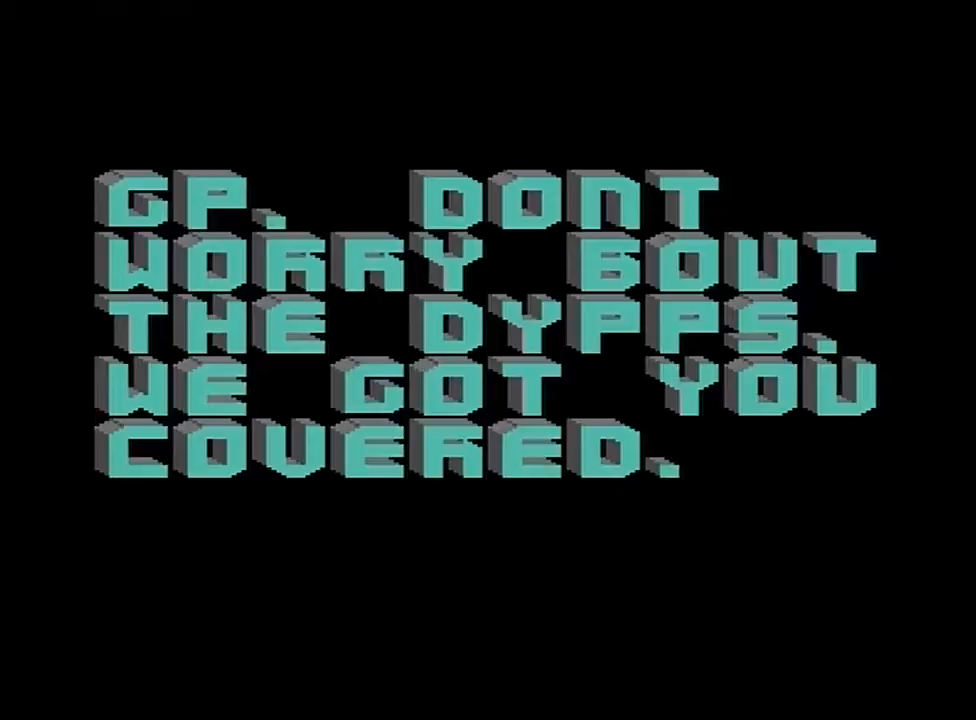 GP. DONT
WORRY BOUT
THE DYPPS.
WE GOT YOU
COVERED.